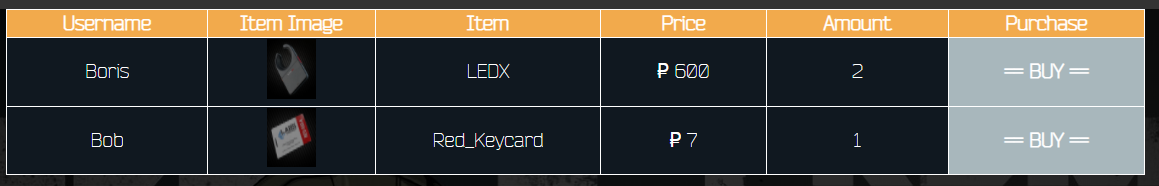 Username Item Image Item Price Amount Purchase
Boris LEDX ₽ 600 2 == BUY ==
Bob Red_Keycard ₽ 7 1 == BUY ==